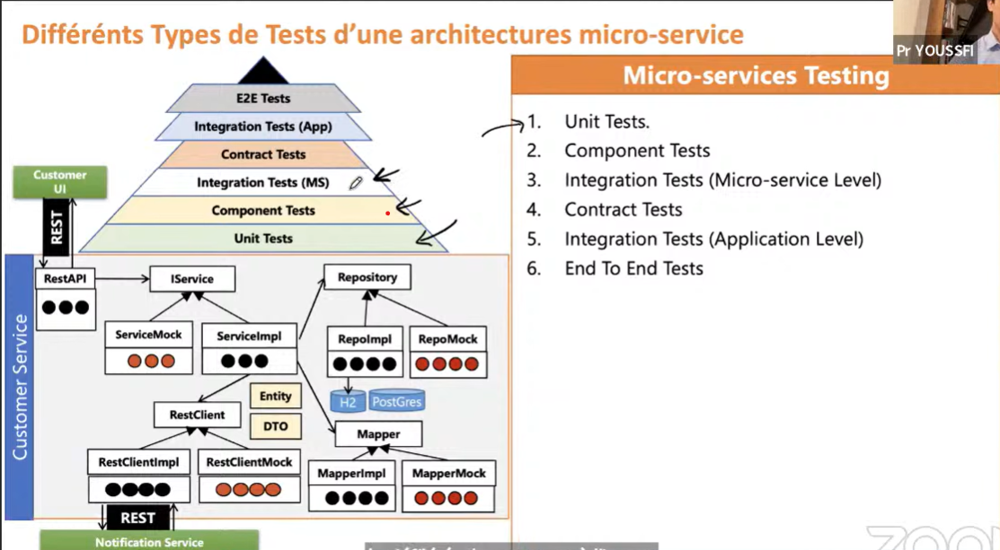 Différénts Types de Tests d'une architectures micro-service
Pr YOUSSFI
Micro-services Testing
1. Unit Tests.
2. Component Tests
3. Integration Tests (Micro-service Level)
4. Contract Tests
5. Integration Tests (Application Level)
6. End To End Tests
E2E Tests
Integration Tests (App)
Contract Tests
Integration Tests (MS)
Component Tests
Unit Tests
Customer
UI
REST
Customer Service
RestAPI
IService
Repository
ServiceMock
ServiceImpl
RepoImpl
RepoMock
H2
PostGres
Entity
DTO
RestClient
Mapper
RestClientImpl
RestClientMock
MapperImpl
MapperMock
REST
Notification Service
zoom